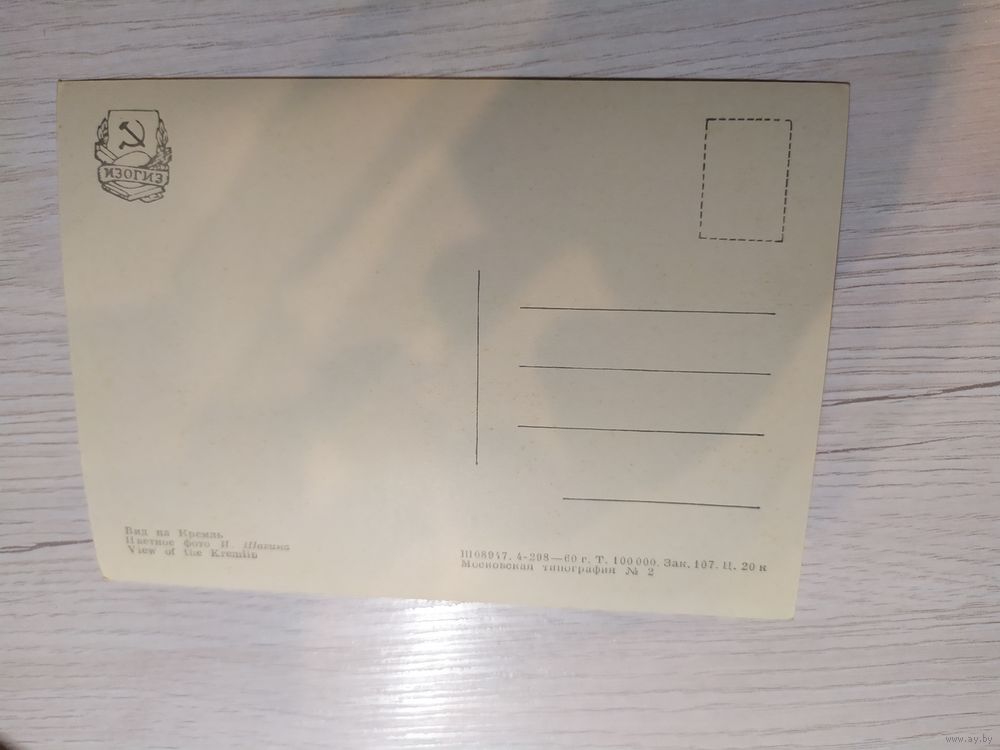 ИЗОГИЗ
Вид на Кремль
Цветное фото И. Шагина
View of the Kremlin
Ш08947. 4-298—60 г. Т. 100 000. Зак. 107. Ц. 20 к
Московская типография № 2
www.ay.by